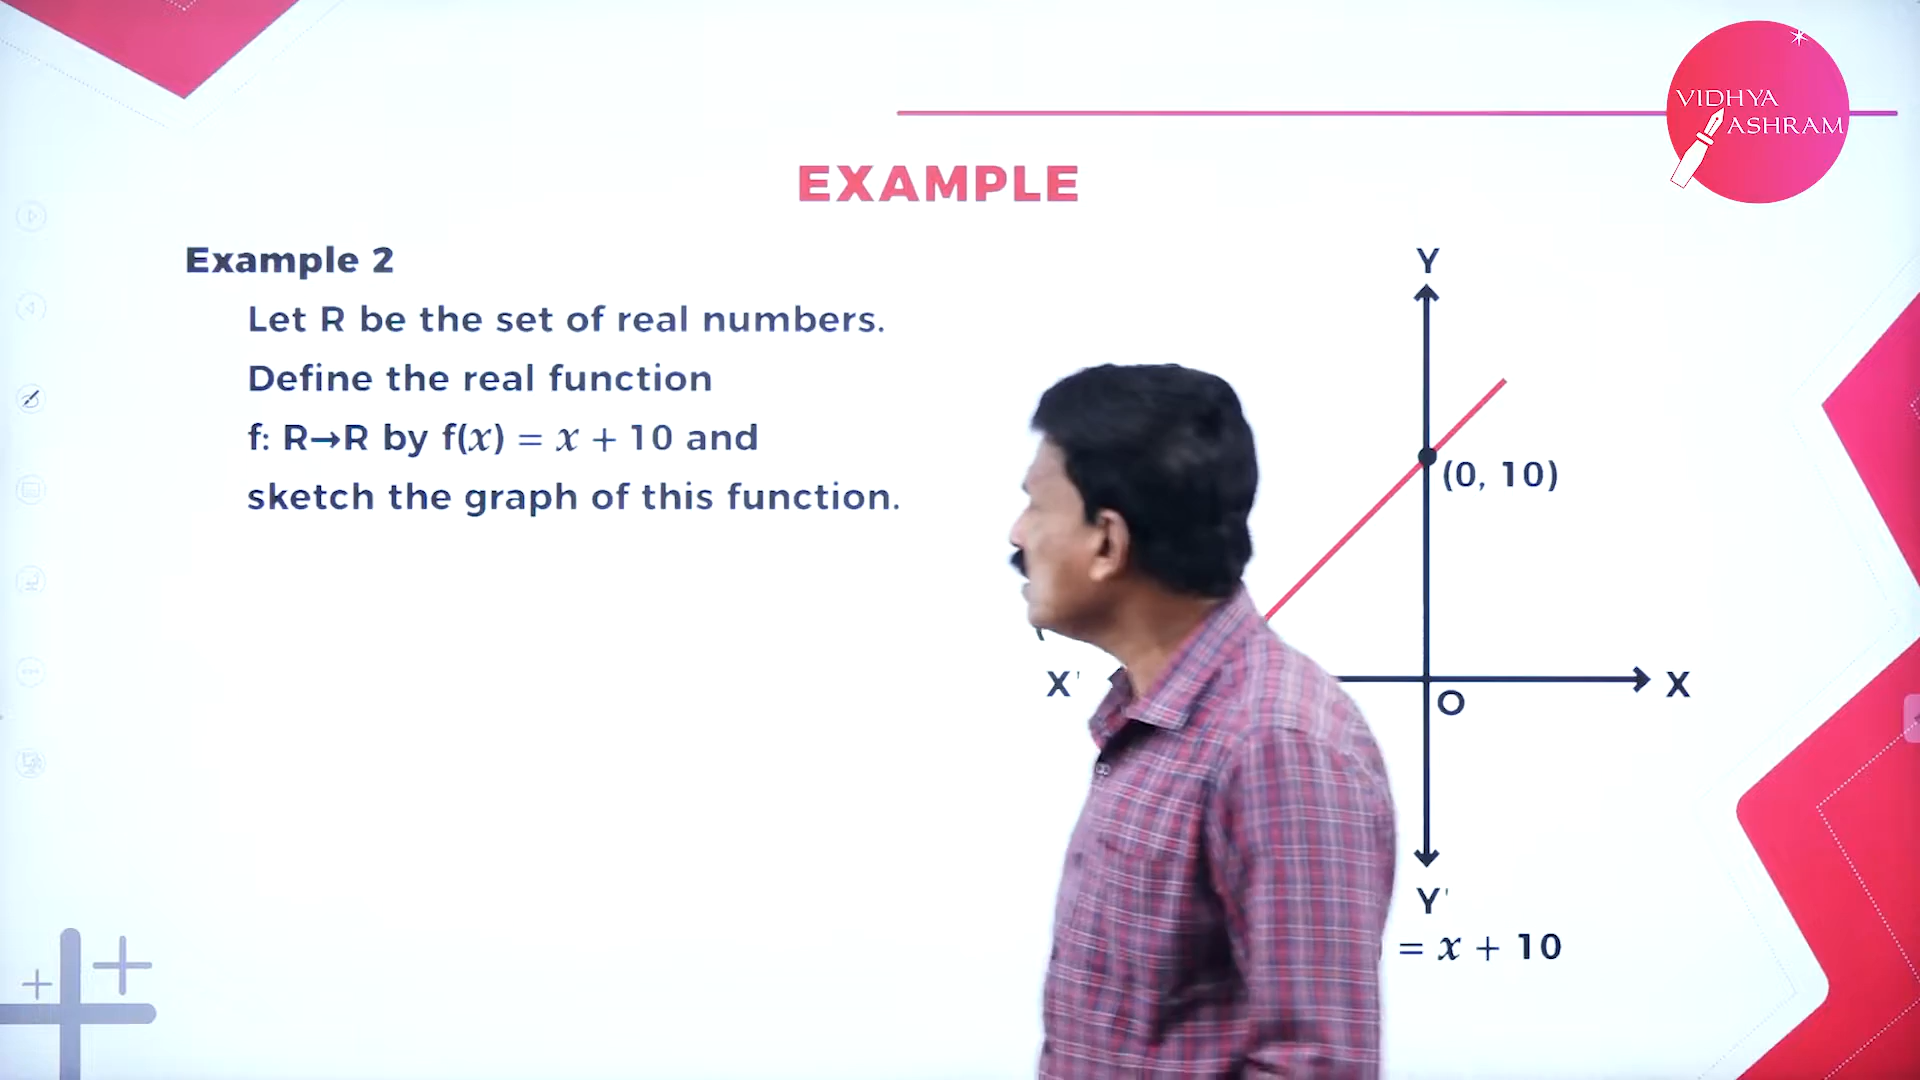 VIDHYA
ASHRAM
EXAMPLE
Example 2
Let R be the set of real numbers.
Define the real function
f: R→R by f(x) = x + 10 and
sketch the graph of this function.
Y
(0, 10)
X'
X
O
Y'
= x + 10